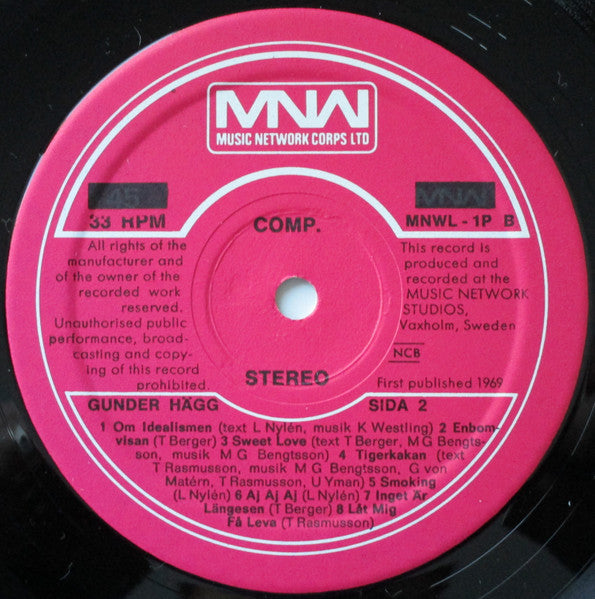 MNW
MUSIC NETWORK CORPS LTD
45
MNW
33 RPM
COMP.
MNWL - 1P B
All rights of the
manufacturer and
of the owner of the
recorded work
reserved.
Unauthorised public
performance, broad-
casting and copy-
ing of this record
prohibited.
This record is
produced and
recorded at the
MUSIC NETWORK
STUDIOS,
Vaxholm, Sweden
NCB
First published 1969
STEREO
GUNDER HÄGG
SIDA 2
1 Om Idealismen (text L Nylén, musik K Westling) 2 Enbom-
visan (T Berger) 3 Sweet Love (text T Berger, M G Bengts-
son, musik M G Bengtsson) 4 Tigerkakan (text
T Rasmusson, musik M G Bengtsson, G von
Matérn, T Rasmusson, U Yman) 5 Smoking
(L Nylén) 6 Aj Aj Aj (L Nylén) 7 Inget Är
Längesen (T Berger) 8 Låt Mig
Få Leva (T Rasmusson)